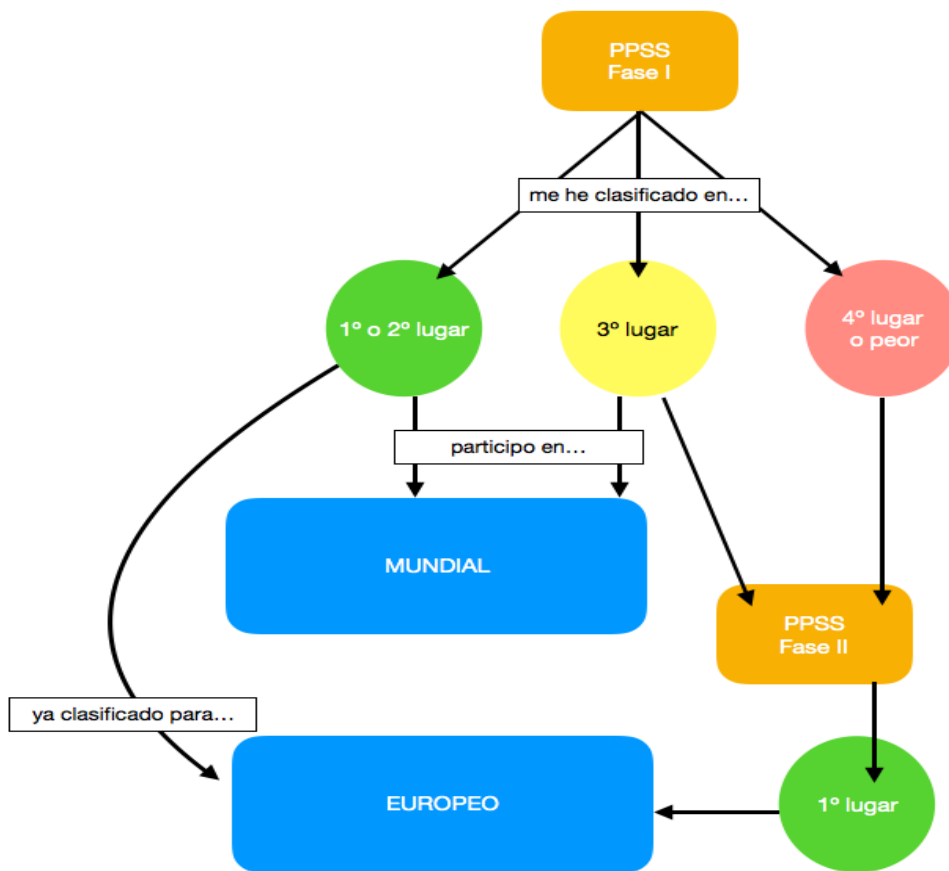 PPSS
Fase I
me he clasificado en...
1º o 2º lugar
3º lugar
4º lugar
o peor
participo en...
MUNDIAL
PPSS
Fase II
ya clasificado para...
EUROPEO
1º lugar